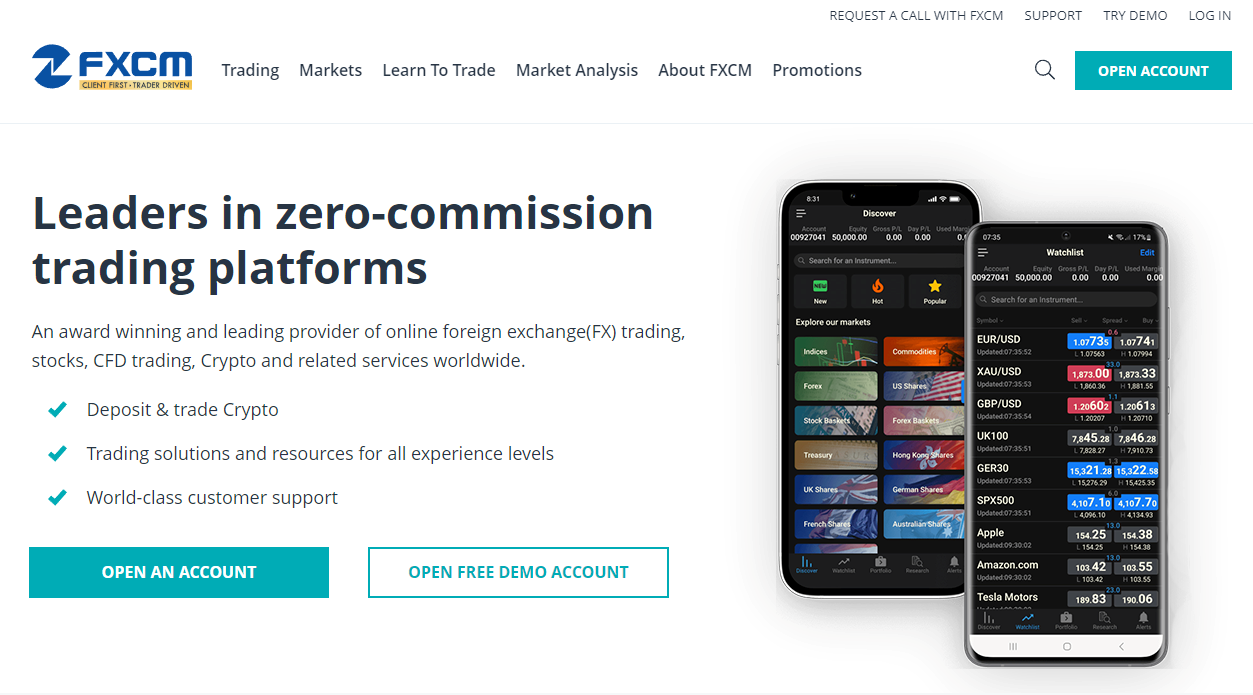 REQUEST A CALL WITH FXCM SUPPORT TRY DEMO LOG IN
FXCM
CLIENT FIRST • TRADER DRIVEN
Trading Markets Learn To Trade Market Analysis About FXCM Promotions
OPEN ACCOUNT
Leaders in zero-commission
trading platforms
An award winning and leading provider of online foreign exchange(FX) trading,
stocks, CFD trading, Crypto and related services worldwide.
Deposit & trade Crypto
Trading solutions and resources for all experience levels
World-class customer support
OPEN AN ACCOUNT
OPEN FREE DEMO ACCOUNT
8:31
Discover
Account Equity Gross P/L Day P/L Used Mar
00927041 50,000.00 0.00 0.00
Search for an Instrument...
NEW
New Hot Popular
Explore our markets
Indices Commodities
Forex US Shares
Stock Baskets Forex Baskets
Treasury Hong Kong Shares
UK Shares German Shares
French Shares Australian Shares
Discover Watchlist Portfolio Research Alerts
07:35 17%
Watchlist Edit
Account Equity Gross P/L Day P/L Used Margin
00927041 50,000.00 0.00 0.00 0.00
Search for an Instrument...
Symbol Sell Spread Buy
EUR/USD 1.07735 0.6 1.07741
Updated:07:35:52 L 1.07563 H 1.07994
XAU/USD 1,873.00 33.0 1,873.33
Updated:07:35:53 L 1,860.36 H 1,881.55
GBP/USD 1.20602 1.1 1.20613
Updated:07:35:54 L 1.20207 H 1.20710
UK100 7,845.28 1.0 7,846.28
Updated:07:35:51 L 7,828.27 H 7,910.73
GER30 15,321.28 1.3 15,322.58
Updated:07:35:53 L 15,276.29 H 15,425.35
SPX500 4,107.10 6.0 4,107.70
Updated:07:35:51 L 4,096.10 H 4,134.93
Apple 154.25 13.0 154.38
Updated:09:30:02 L 154.25 H 154.38
Amazon.com 103.42 13.0 103.55
Updated:09:30:02 L 103.42 H 103.55
Tesla Motors 189.83 23.0 190.06
Discover Watchlist Portfolio Research Alerts